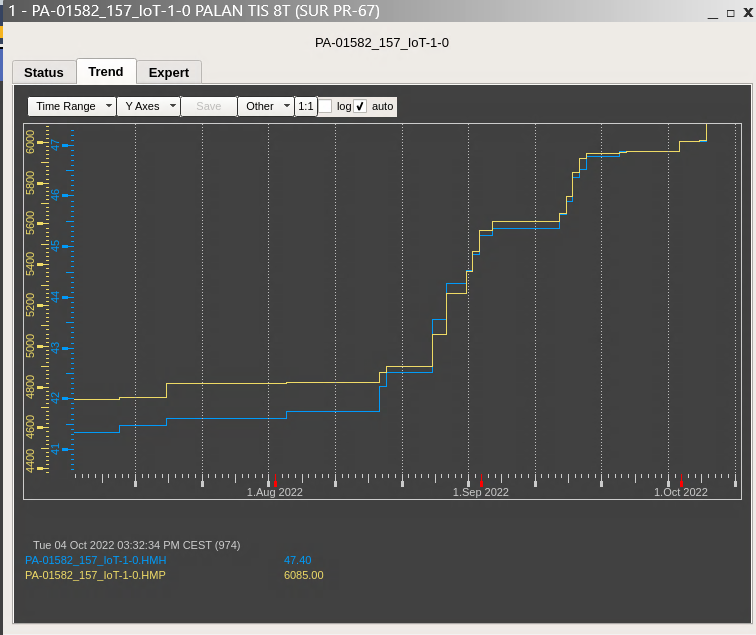 1 - PA-01582_157_IoT-1-0 PALAN TIS 8T (SUR PR-67)
PA-01582_157_IoT-1-0
Status Trend Expert
Time Range Y Axes Save Other 1:1 log auto
6000
5800
5600
5400
5200
5000
4800
4600
4400
47
46
45
44
43
42
41
1.Aug 2022 1.Sep 2022 1.Oct 2022
Tue 04 Oct 2022 03:32:34 PM CEST (974)
PA-01582_157_IoT-1-0.HMH 47.40
PA-01582_157_IoT-1-0.HMP 6085.00